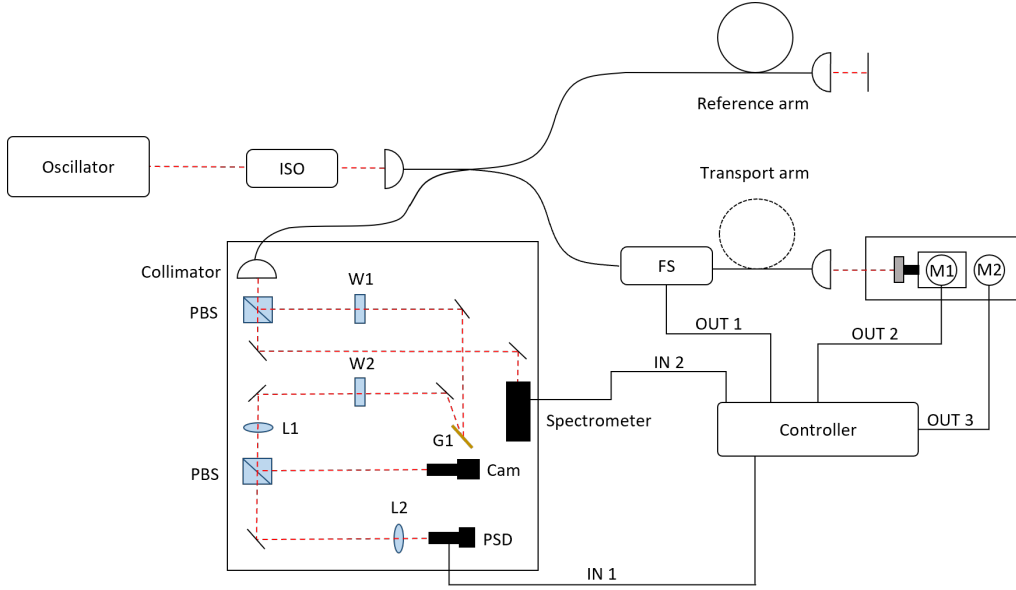 Reference arm
Oscillator
ISO
Transport arm
Collimator
FS
M1
M2
W1
PBS
OUT 1
OUT 2
IN 2
W2
L1
G1
Spectrometer
Controller
OUT 3
PBS
Cam
L2
PSD
IN 1